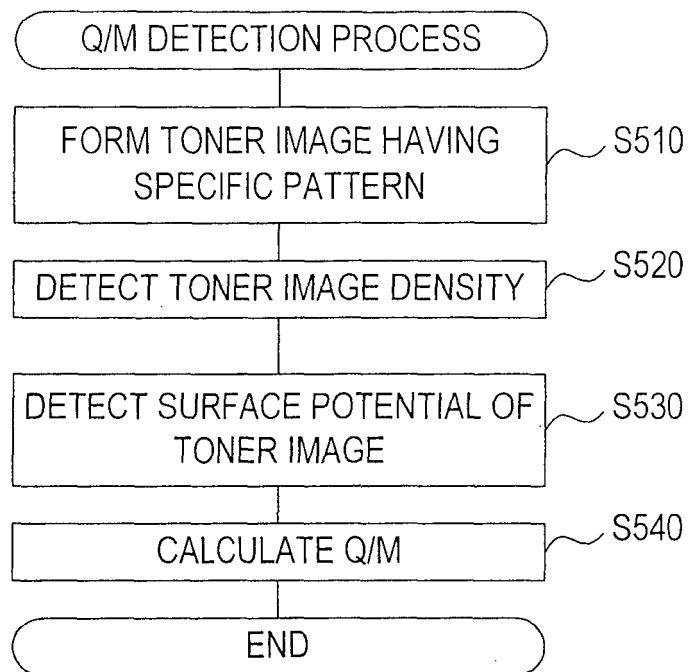 Q/M DETECTION PROCESS
FORM TONER IMAGE HAVING
SPECIFIC PATTERN
S510
DETECT TONER IMAGE DENSITY
S520
DETECT SURFACE POTENTIAL OF
TONER IMAGE
S530
CALCULATE Q/M
S540
END